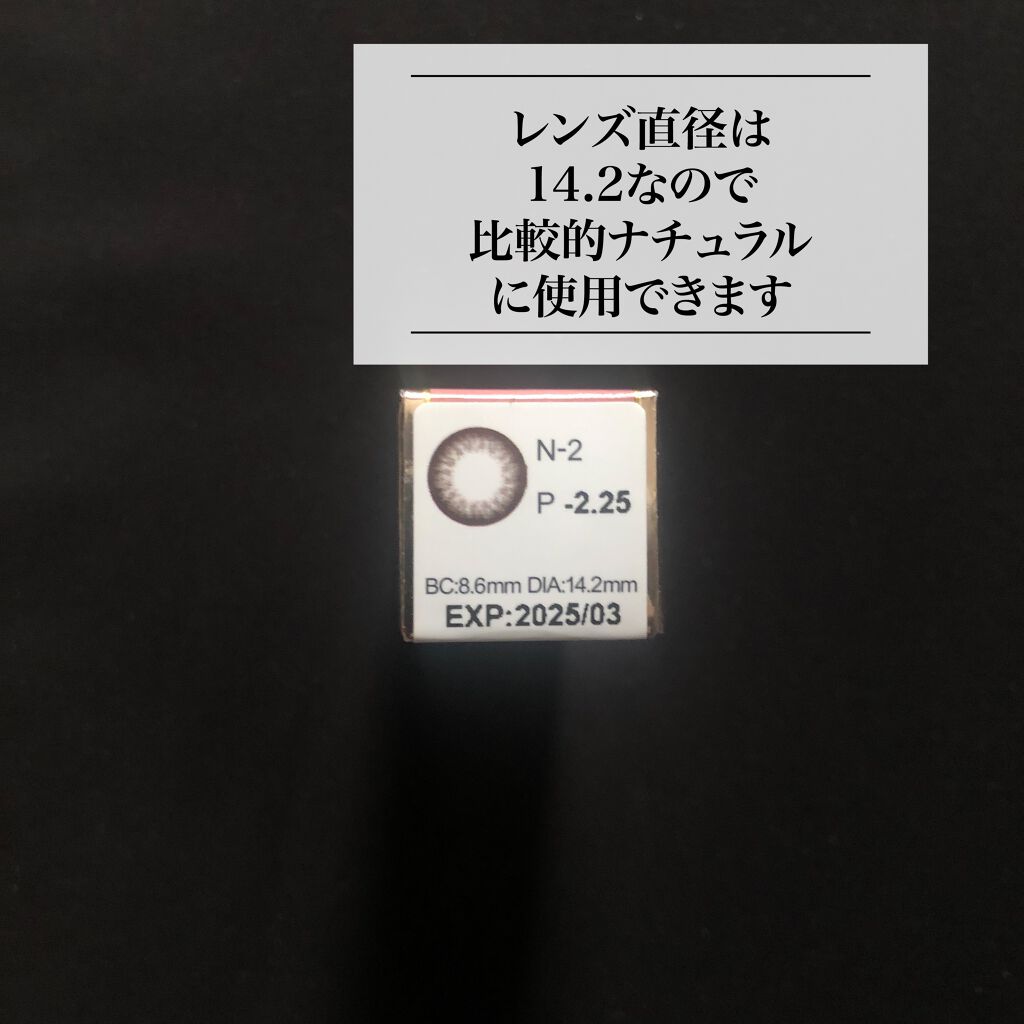 レンズ直径は
14.2なので
比較的ナチュラル
に使用できます
N-2
P -2.25
BC:8.6mm DIA:14.2mm
EXP:2025/03